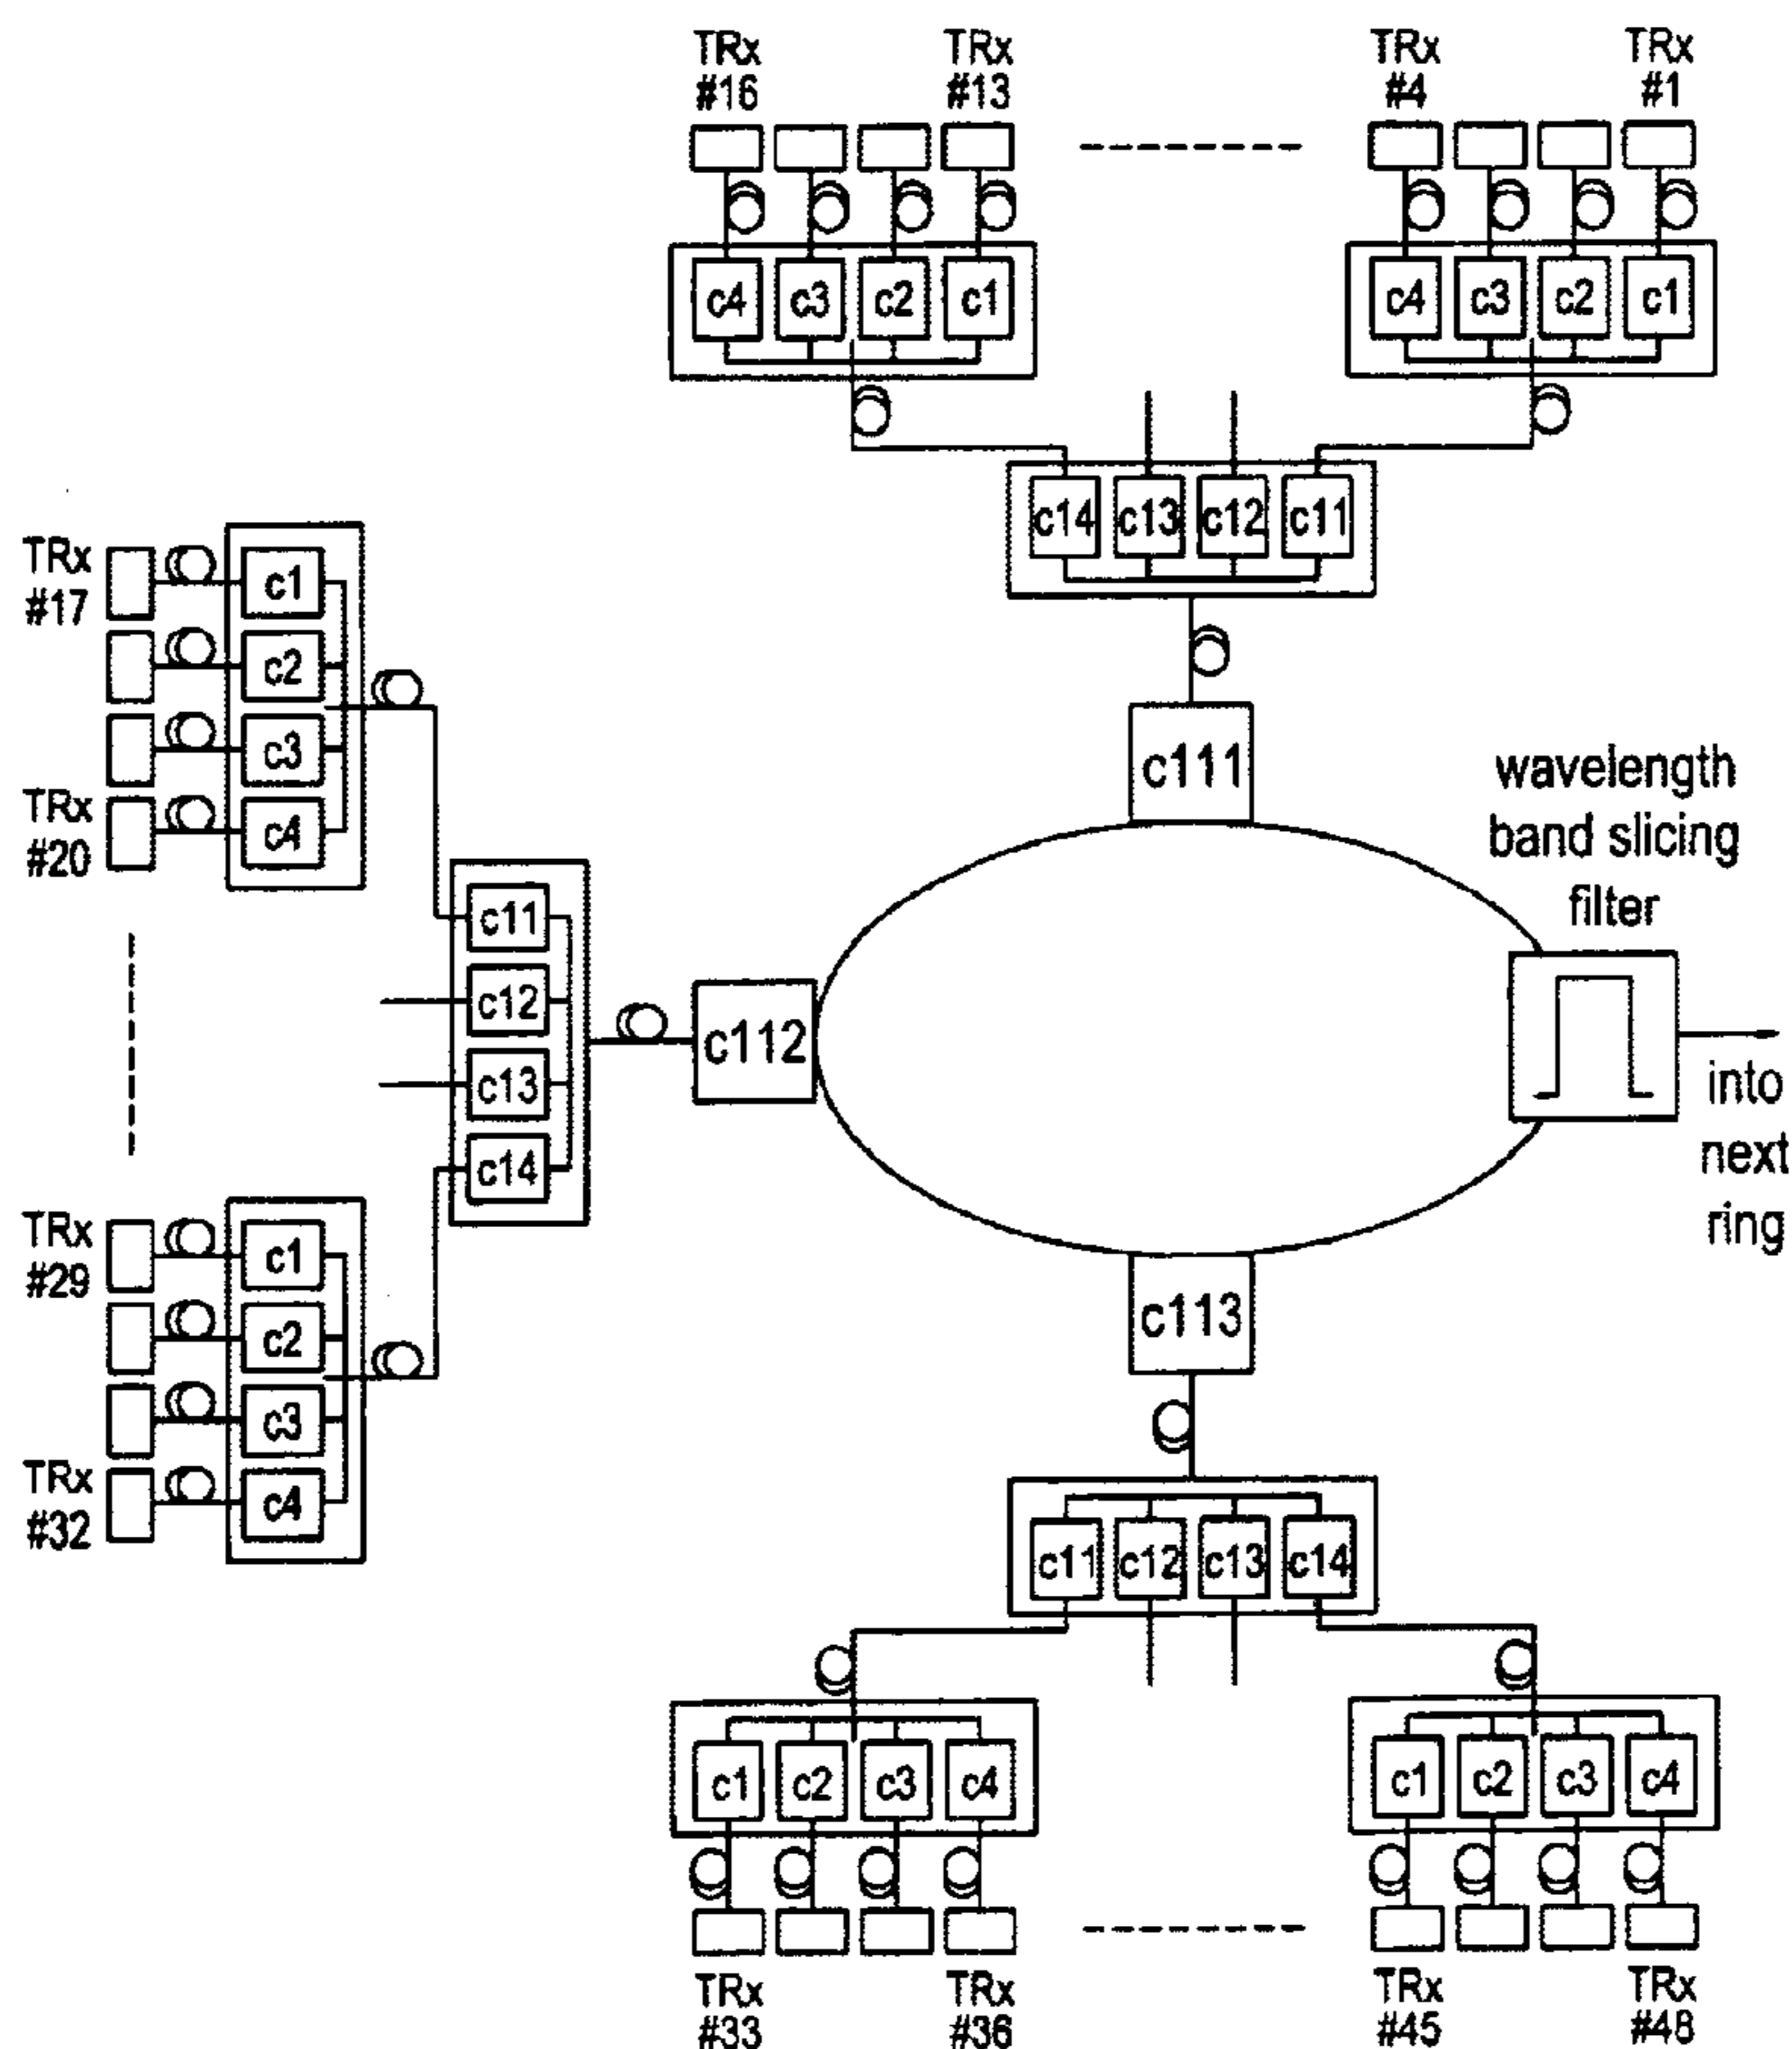 TRx TRx TRx TRx
#16 #13 #4 #1
c4 c3 c2 c1 c4 c3 c2 c1
c14 c13 c12 c11
TRx
#17
c1
c2
c3
TRx
#20
c4
c111
wavelength
band slicing
filter
c11
c12
c13
c14
c112
into
next
ring
TRx
#29
c1
c2
c3
TRx
#32
c4
c113
c11 c12 c13 c14
c1 c2 c3 c4 c1 c2 c3 c4
TRx TRx TRx TRx
#33 #36 #45 #48